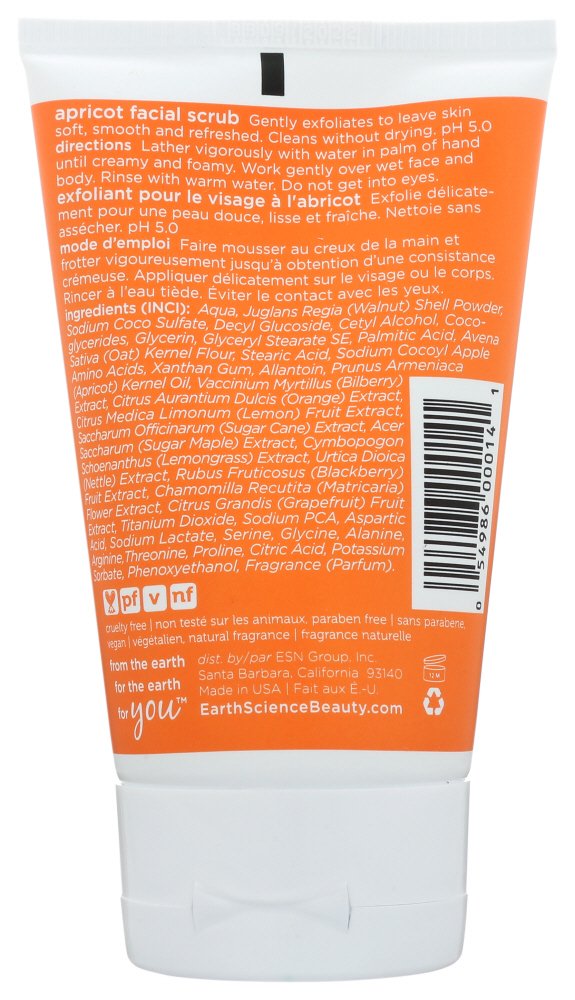 apricot facial scrub Gently exfoliates to leave skin
soft, smooth and refreshed. Cleans without drying. pH 5.0
directions Lather vigorously with water in palm of hand
until creamy and foamy. Work gently over wet face and
body. Rinse with warm water. Do not get into eyes.
exfoliant pour le visage à l'abricot Exfolie délicate-
ment pour une peau douce, lisse et fraîche. Nettoie sans
assécher. pH 5.0
mode d'emploi Faire mousser au creux de la main et
frotter vigoureusement jusqu'à obtention d'une consistance
crémeuse. Appliquer délicatement sur le visage ou le corps.
Rincer à l'eau tiède. Éviter le contact avec les yeux.
ingredients (INCI): Aqua, Juglans Regia (Walnut) Shell Powder,
Sodium Coco Sulfate, Decyl Glucoside, Cetyl Alcohol, Coco-
glycerides, Glycerin, Glyceryl Stearate SE, Palmitic Acid, Avena
Sativa (Oat) Kernel Flour, Stearic Acid, Sodium Cocoyl Apple
Amino Acids, Xanthan Gum, Allantoin, Prunus Armeniaca
(Apricot) Kernel Oil, Vaccinium Myrtillus (Bilberry)
Extract, Citrus Aurantium Dulcis (Orange) Extract,
Citrus Medica Limonum (Lemon) Fruit Extract,
Saccharum Officinarum (Sugar Cane) Extract, Acer
Saccharum (Sugar Maple) Extract, Cymbopogon
Schoenanthus (Lemongrass) Extract, Urtica Dioica
(Nettle) Extract, Rubus Fruticosus (Blackberry)
Fruit Extract, Chamomilla Recutita (Matricaria)
Flower Extract, Citrus Grandis (Grapefruit) Fruit
Extract, Titanium Dioxide, Sodium PCA, Aspartic
Acid, Sodium Lactate, Serine, Glycine, Alanine,
Arginine,Threonine, Proline, Citric Acid, Potassium
Sorbate, Phenoxyethanol, Fragrance (Parfum).
0 54986 00014 1
pf v nf
cruelty free | non testé sur les animaux, paraben free | sans parabene,
vegan | végétalien, natural fragrance | fragrance naturelle
from the earth
for the earth
for you™
dist. by/par ESN Group, Inc.
Santa Barbara, California 93140
Made in USA | Fait aux É.-U.
EarthScienceBeauty.com
12 M